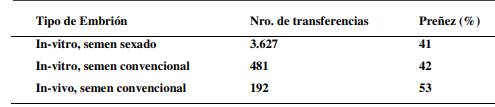 Tipo de Embrión Nro. de transferencias Preñez (%)
In-vitro, semen sexado 3.627 41
In-vitro, semen convencional 481 42
In-vivo, semen convencional 192 53